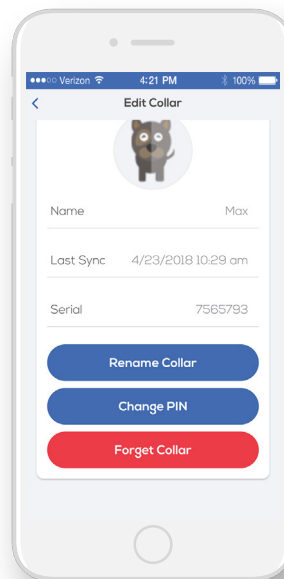 Verizon 4:21 PM 100%
Edit Collar
Name Max
Last Sync 4/23/2018 10:29 am
Serial 7565793
Rename Collar
Change PIN
Forget Collar